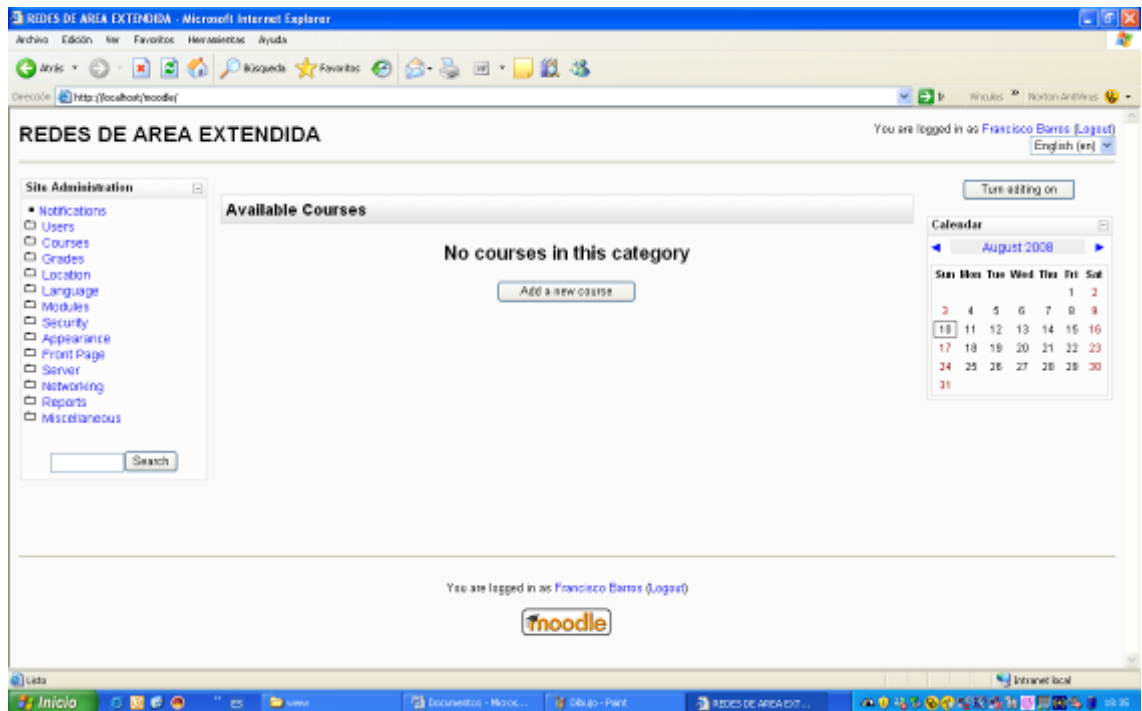 REDES DE AREA EXTENDIDA - Microsoft Internet Explorer
Archivo Edición Ver Favoritos Herramientas Ayuda
Atrás Búsqueda Favoritos
Dirección http://localhost/moodle/ Ir Vínculos » Norton AntiVirus
REDES DE AREA EXTENDIDA
You are logged in as Francisco Barros (Logout)
English (en)
Site Administration
Notifications
Users
Courses
Grades
Location
Language
Modules
Security
Appearance
Front Page
Server
Networking
Reports
Miscellaneous
Search
Available Courses
No courses in this category
Add a new course
Turn editing on
Calendar
August 2008
Sun Mon Tue Wed Thu Fri Sat
1 2
3 4 5 6 7 8 9
10 11 12 13 14 15 16
17 18 19 20 21 22 23
24 25 26 27 28 29 30
31
You are logged in as Francisco Barros (Logout)
moodle
Listo Intranet local
Inicio » ES www Documentos - Micros... Dibujo - Paint REDES DE AREA EXT...